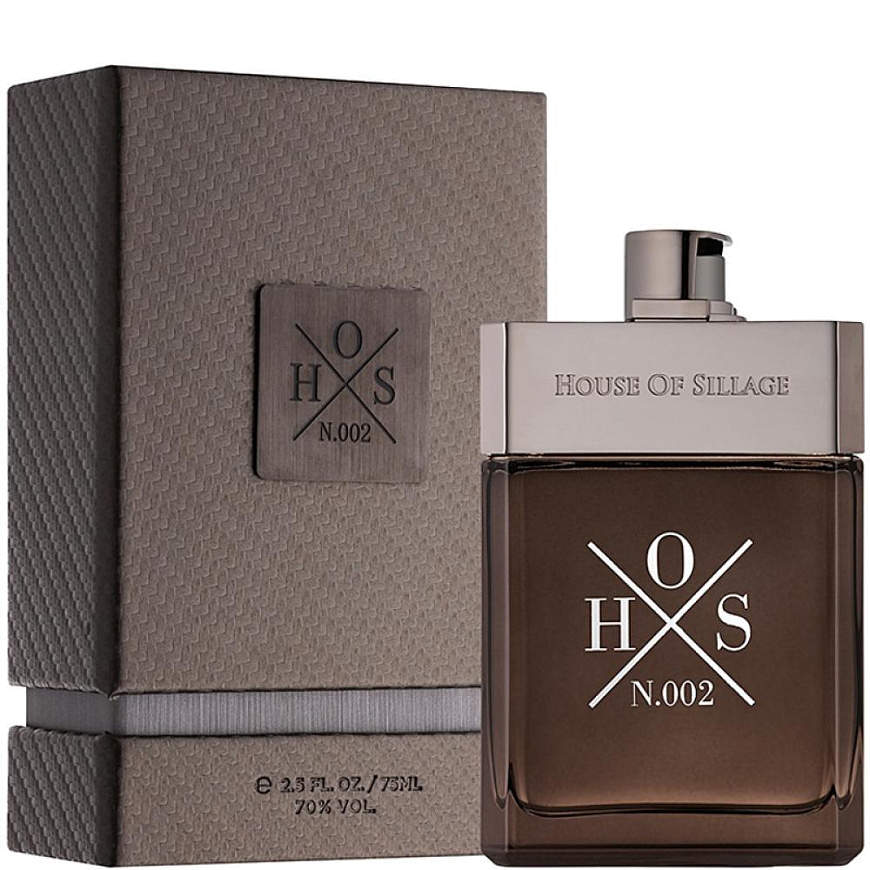 O
H S
N.002
℮ 2.5 FL. OZ./75ML
70% VOL.
HOUSE OF SILLAGE
O
H S
N.002